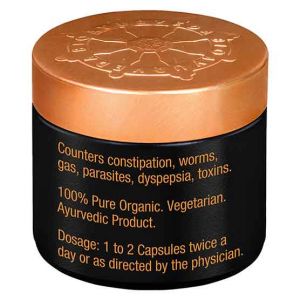 Counters constipation, worms,
gas, parasites, dyspepsia, toxins.
100% Pure Organic. Vegetarian.
Ayurvedic Product.
Dosage: 1 to 2 Capsules twice a
day or as directed by the physician.